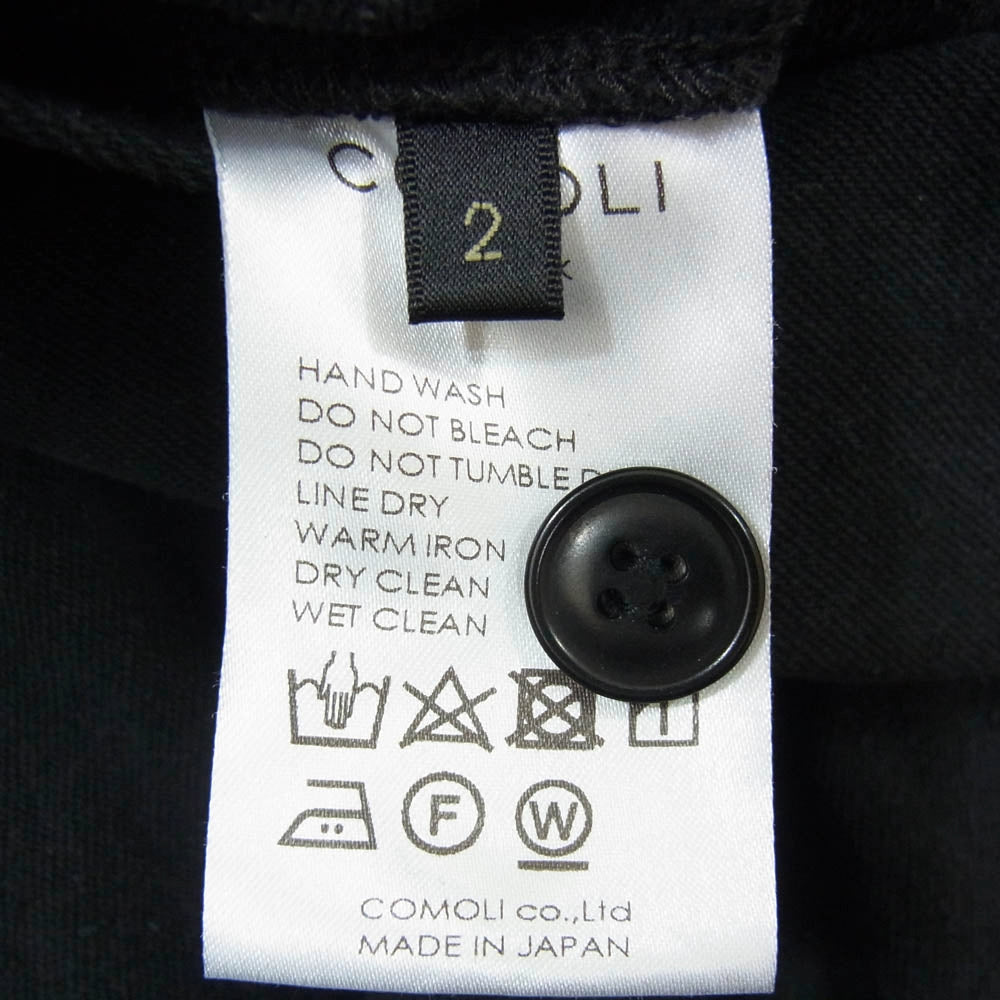 COMOLI
2
HAND WASH
DO NOT BLEACH
DO NOT TUMBLE D
LINE DRY
WARM IRON
DRY CLEAN
WET CLEAN
F
W
COMOLI co.,Ltd
MADE IN JAPAN